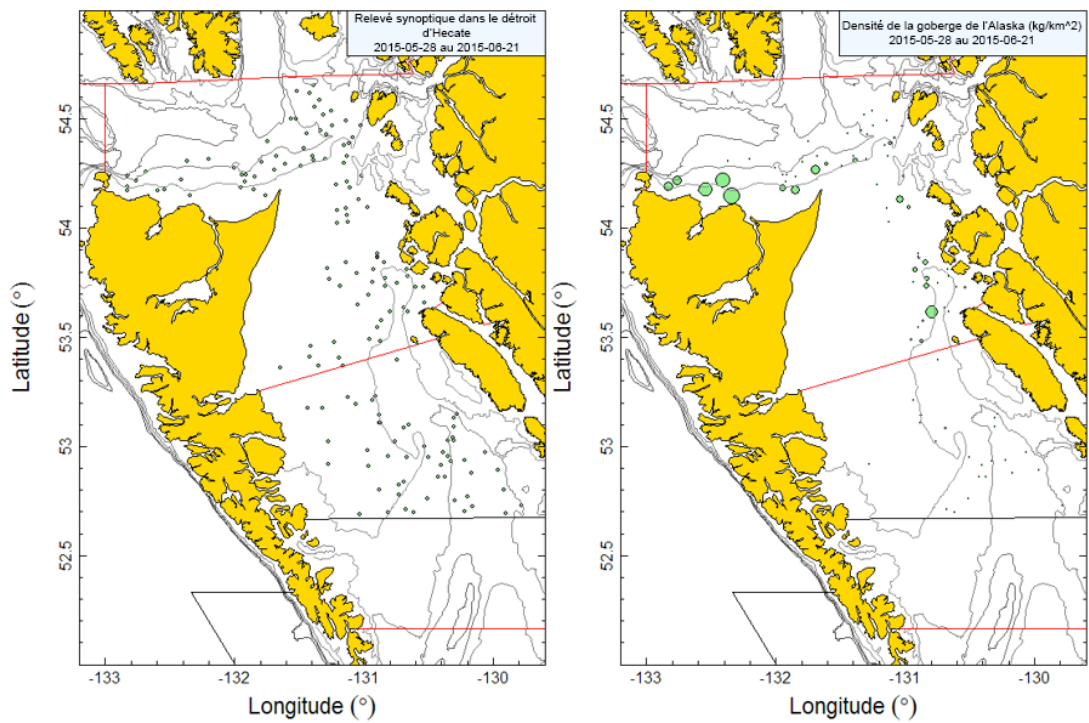 Relevé synoptique dans le détroit
d'Hecate
2015-05-28 au 2015-06-21
Densité de la goberge de l'Alaska (kg/km^2)
2015-05-28 au 2015-06-21
54.5
54
53.5
53
52.5
Latitude (°)
-133
-132
-131
-130
Longitude (°)
54.5
54
53.5
53
52.5
Latitude (°)
-133
-132
-131
-130
Longitude (°)